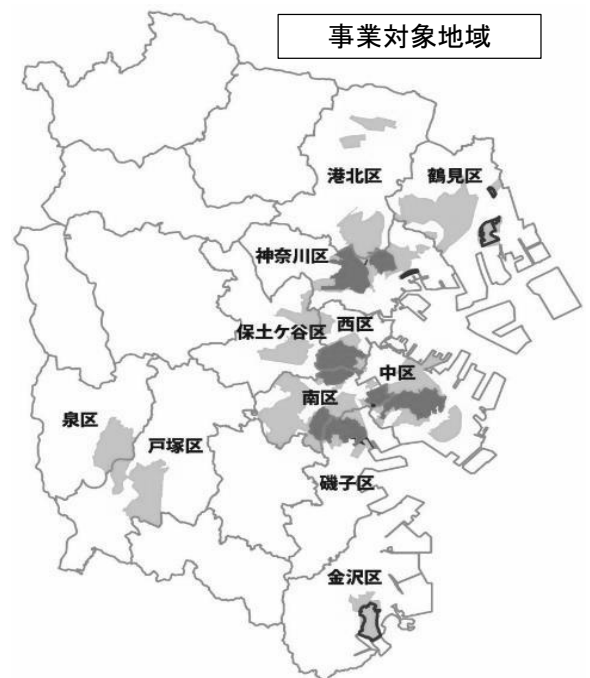 事業対象地域
港北区
鶴見区
神奈川区
保土ケ谷区
西区
中区
南区
泉区
戸塚区
磯子区
金沢区